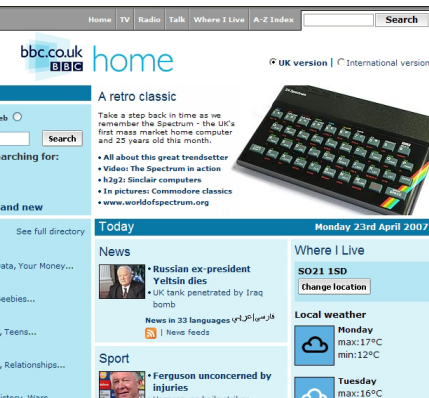 Home TV Radio Talk Where I Live A-Z Index Search
bbc.co.uk
BBC
home
UK version | International version
A retro classic
Take a step back in time as we
remember the Spectrum - the UK's
first mass market home computer
and 25 years old this month.
• All about this great trendsetter
• Video: The Spectrum in action
• h2g2: Sinclair computers
• In pictures: Commodore classics
• www.worldofspectrum.org
Search
arching for:
and new
See full directory
ata, Your Money...
eebies...
, Teens...
, Relationships...
Today
Monday 23rd April 2007
News
• Russian ex-president
Yeltsin dies
• UK tank penetrated by Iraq
bomb
News in 33 languages فارسی|عربي
| News feeds
Sport
• Ferguson unconcerned by
injuries
Where I Live
SO21 1SD
Change location
Local weather
Monday
max:17°C
min:12°C
Tuesday
max:16°C